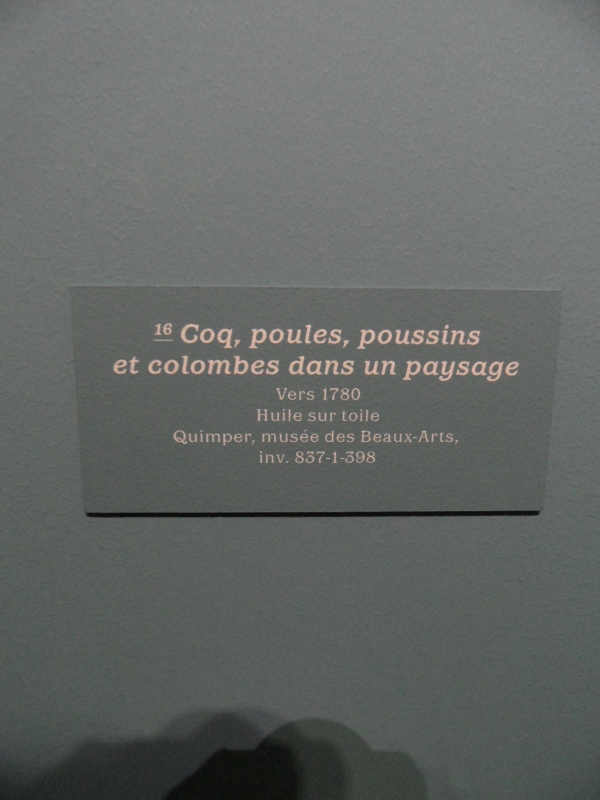 16 Coq, poules, poussins
et colombes dans un paysage
Vers 1780
Huile sur toile
Quimper, musée des Beaux-Arts,
inv. 837-1-398